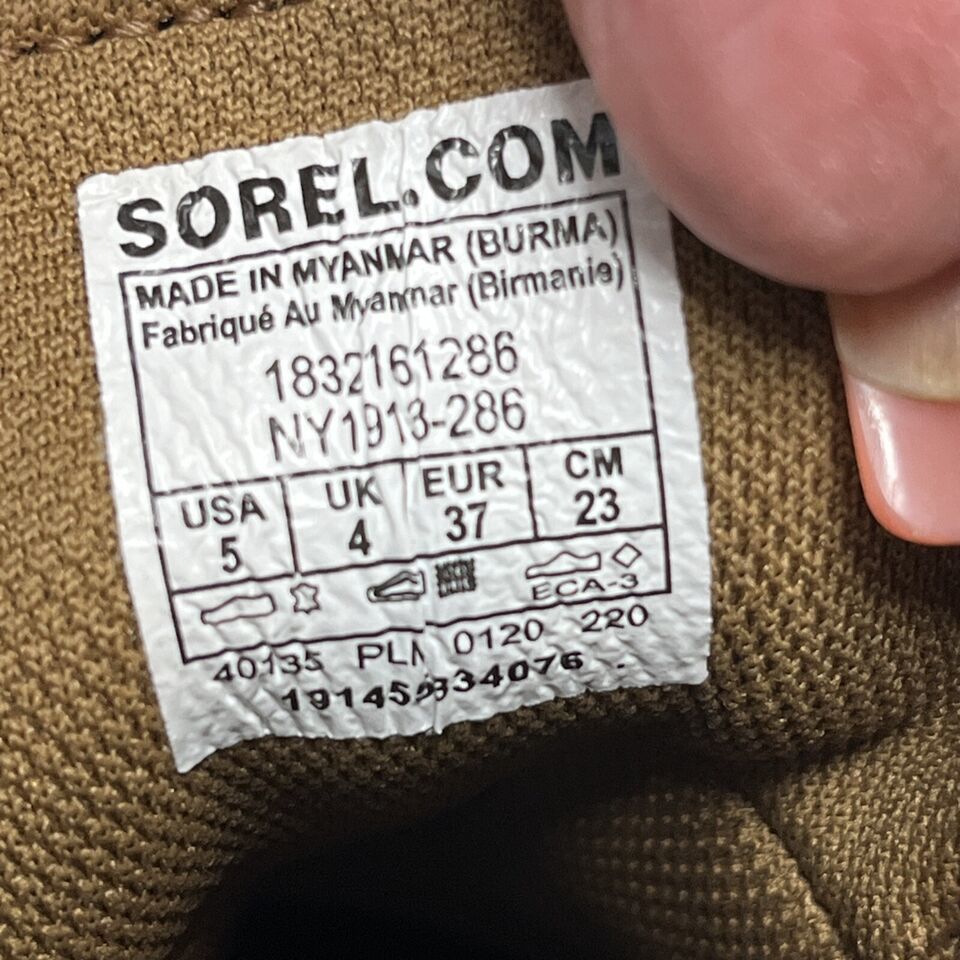 SOREL.COM
MADE IN MYANMAR (BURMA)
Fabriqué Au Myanmar (Birmanie)
1832161286
NY1913-286
USA UK EUR CM
5 4 37 23
ECA-3
40135 PLN 0120 220